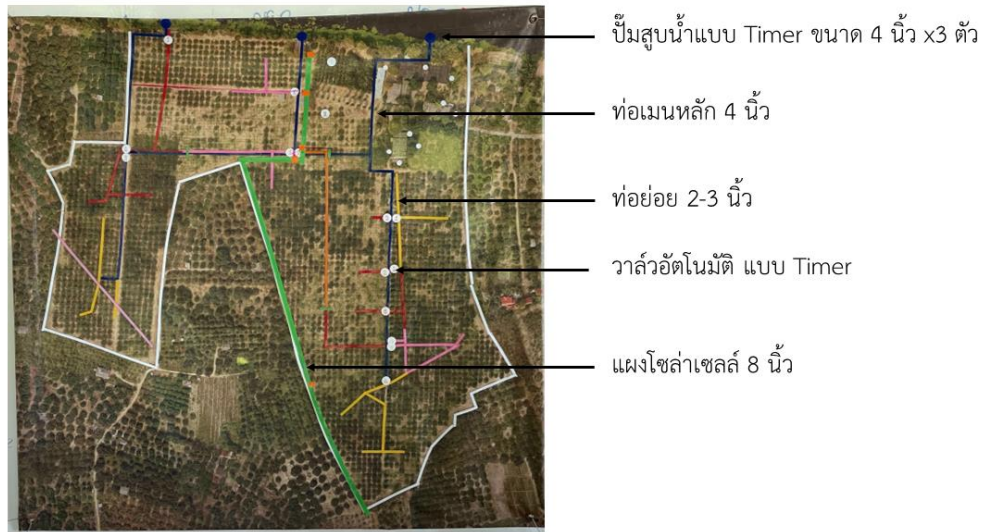 ปั๊มสูบน้ำแบบ Timer ขนาด 4 นิ้ว x3 ตัว
ท่อเมนหลัก 4 นิ้ว
ท่อย่อย 2-3 นิ้ว
วาล์วอัตโนมัติ แบบ Timer
แผงโซล่าเซลล์ 8 นิ้ว